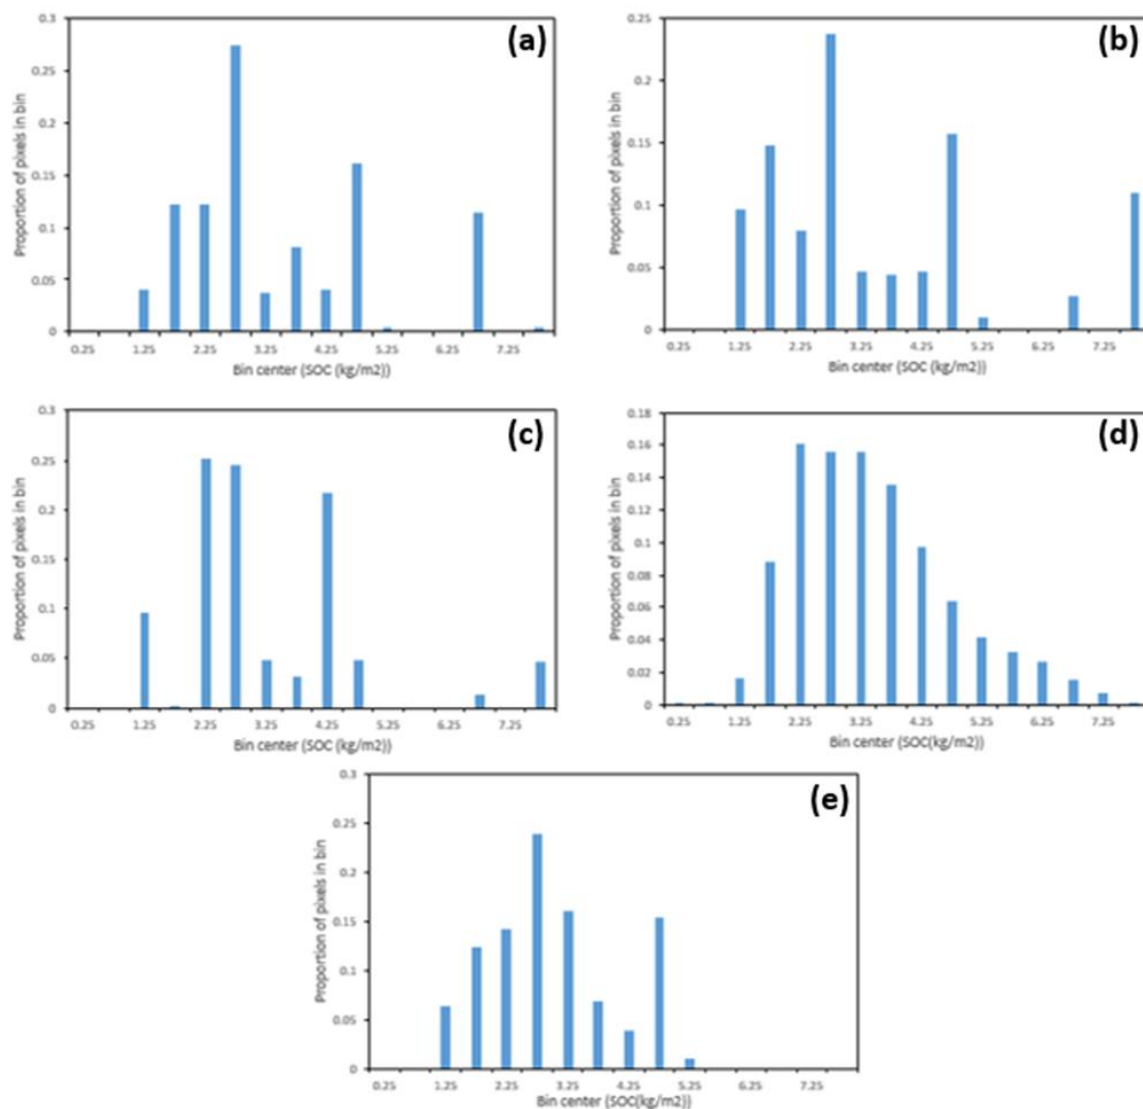 (a)
Proportion of pixels in bin
0.3
0.25
0.2
0.15
0.1
0.05
0
0.25 1.25 2.25 3.25 4.25 5.25 6.25 7.25
Bin center (SOC (kg/m2))
(b)
Proportion of pixels in bin
0.25
0.2
0.15
0.1
0.05
0
0.25 1.25 2.25 3.25 4.25 5.25 6.25 7.25
Bin center (SOC (kg/m2))
(c)
Proportion of pixels in bin
0.3
0.25
0.2
0.15
0.1
0.05
0
0.25 1.25 2.25 3.25 4.25 5.25 6.25 7.25
Bin center (SOC (kg/m2))
(d)
Proportion of pixels in bin
0.18
0.16
0.14
0.12
0.1
0.08
0.06
0.04
0.02
0
0.25 1.25 2.25 3.25 4.25 5.25 6.25 7.25
Bin center (SOC(kg/m2))
(e)
Proportion of pixels in bin
0.3
0.25
0.2
0.15
0.1
0.05
0
0.25 1.25 2.25 3.25 4.25 5.25 6.25 7.25
Bin center (SOC(kg/m2))